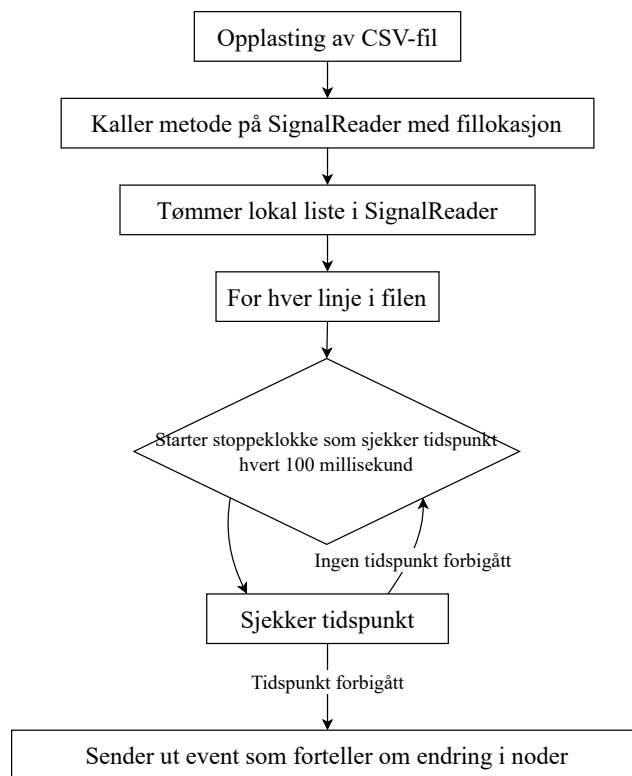 Opplasting av CSV-fil
Kaller metode på SignalReader med fillokasjon
Tømmer lokal liste i SignalReader
For hver linje i filen
Starter stoppeklokke som sjekker tidspunkt
hvert 100 millisekund
Ingen tidspunkt forbigått
Sjekker tidspunkt
Tidspunkt forbigått
Sender ut event som forteller om endring i noder